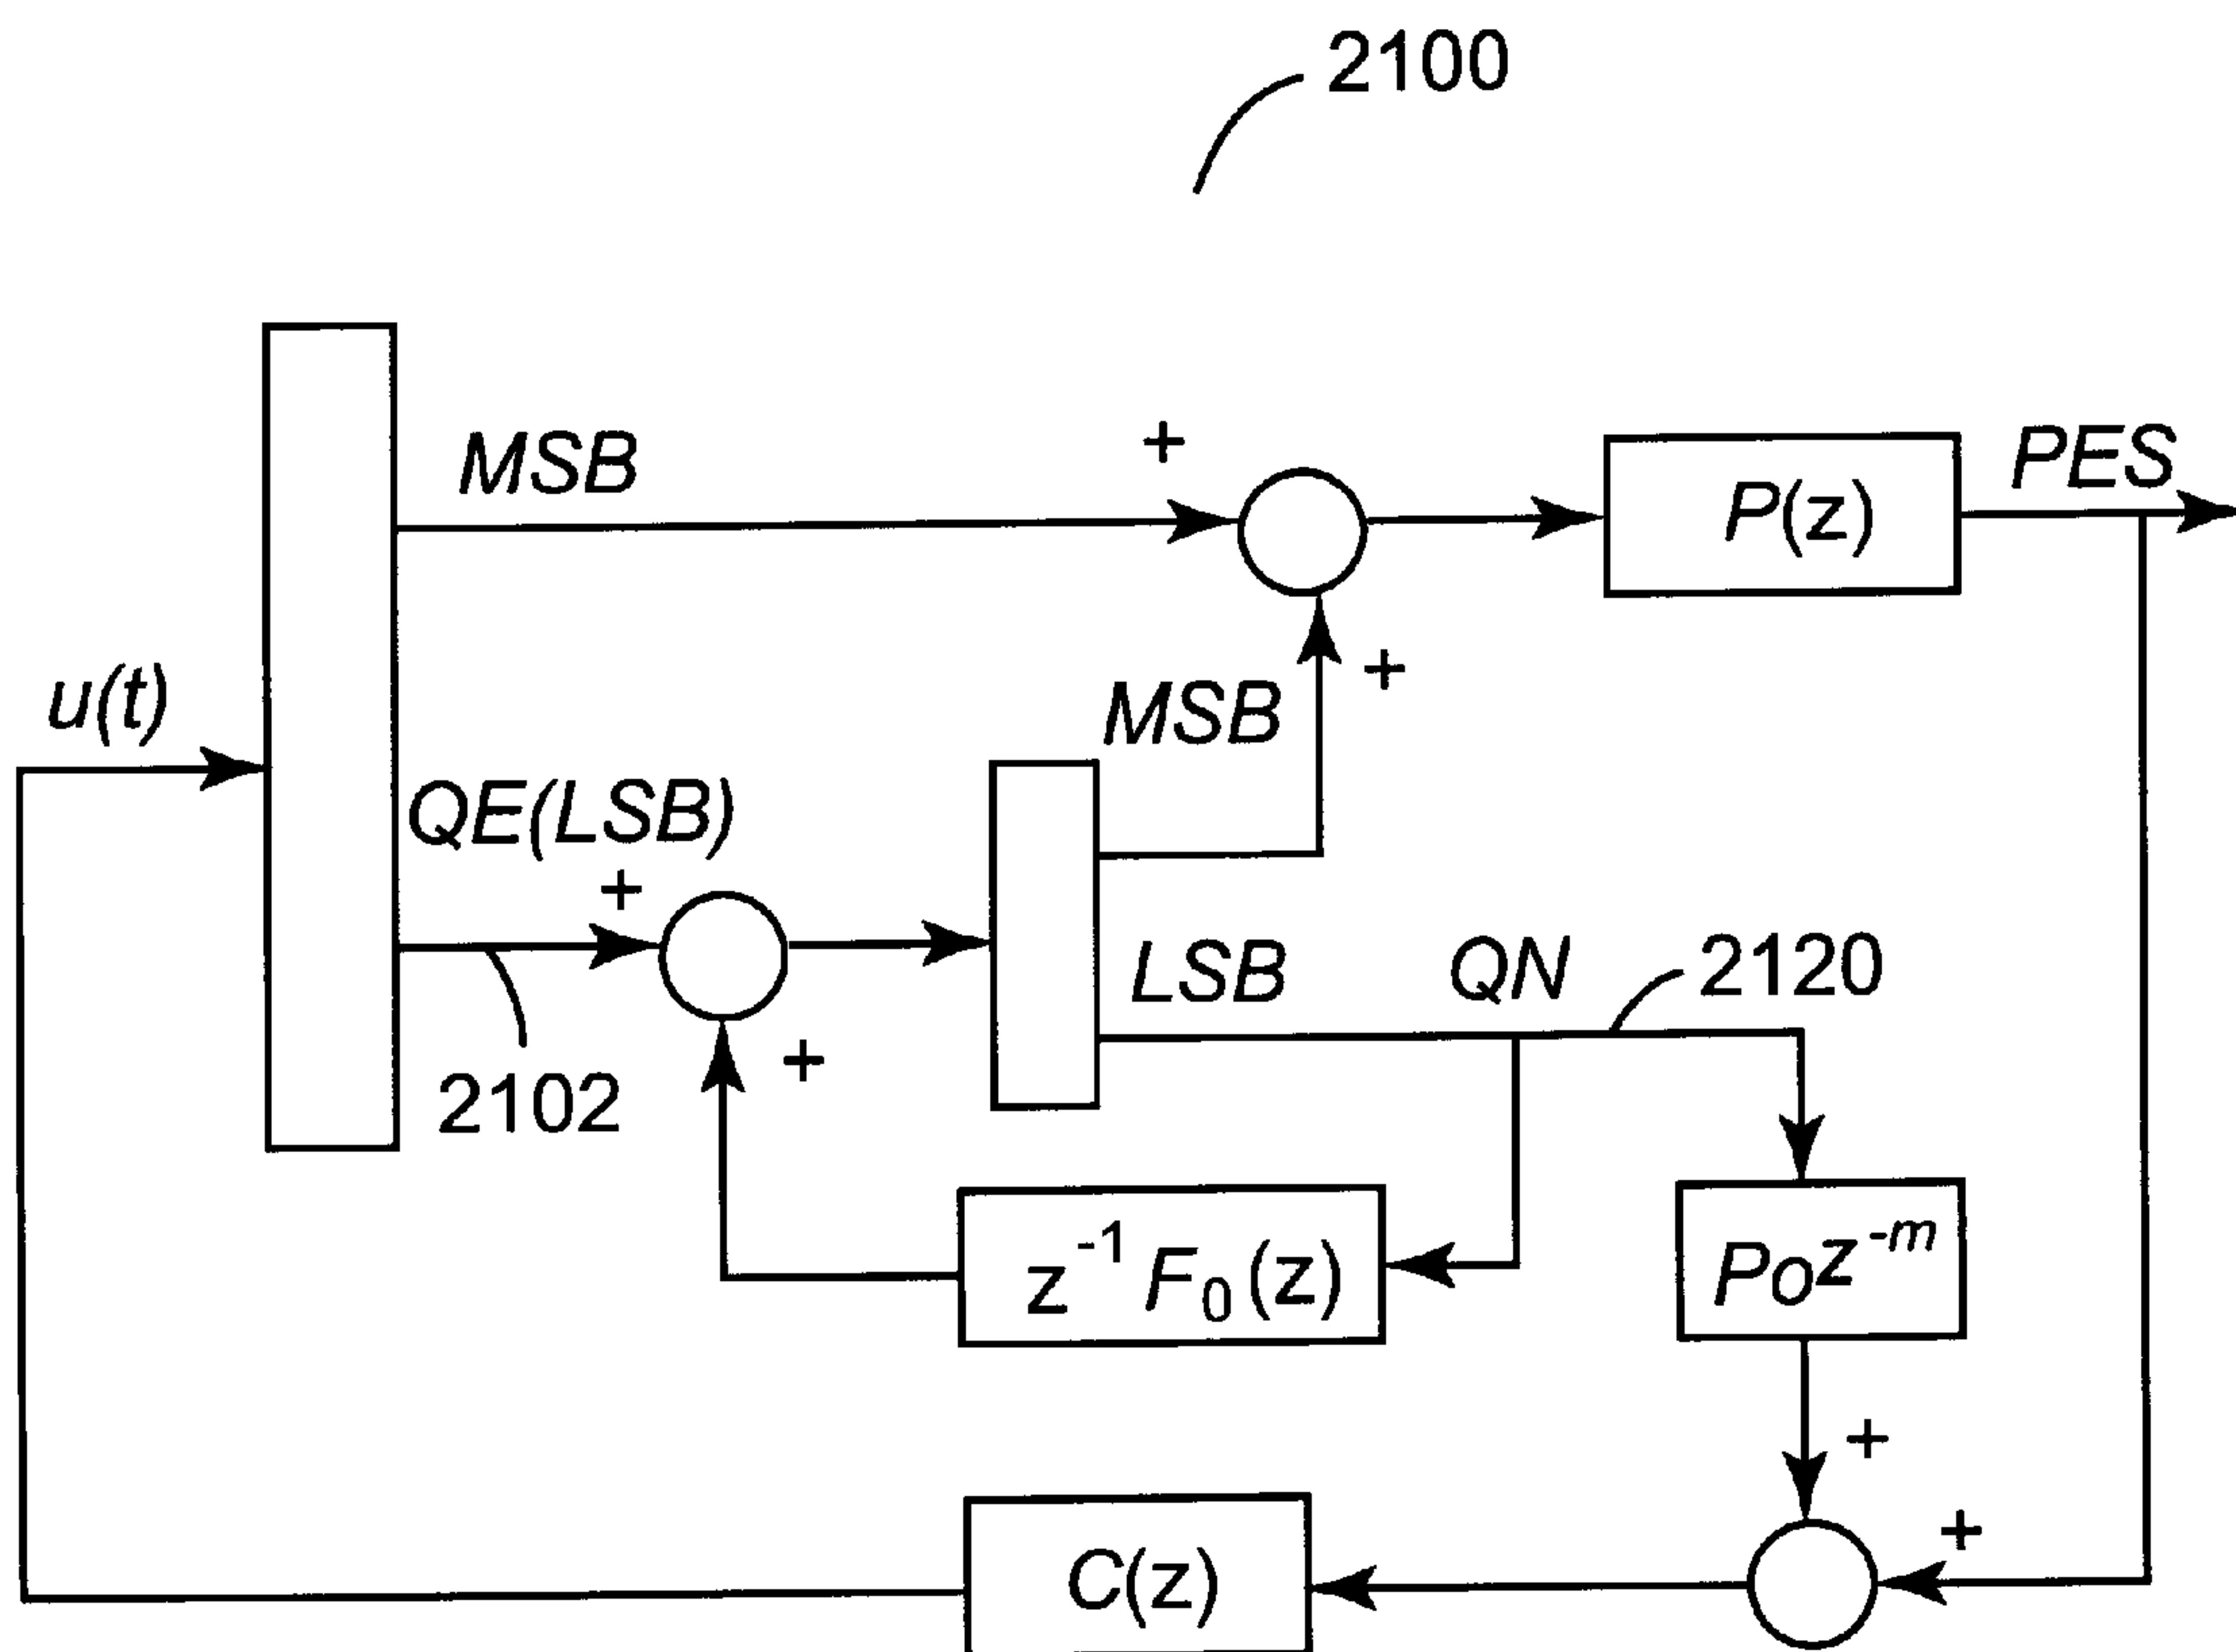 2100
MSB
+
P(z)
PES
u(t)
+
MSB
QE(LSB)
+
LSB
QN
2120
2102
+
z⁻¹ F₀ (z)
Poz⁻ᵐ
+
+
C(z)